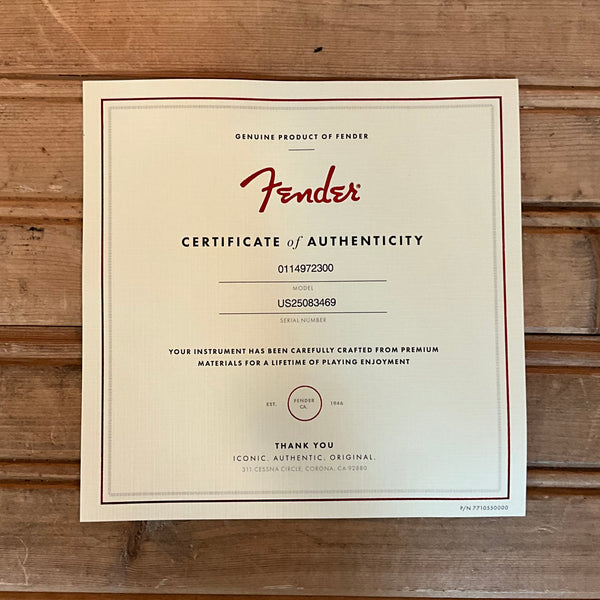 GENUINE PRODUCT OF FENDER
Fender
CERTIFICATE of AUTHENTICITY
0114972300
MODEL
US25083469
SERIAL NUMBER
YOUR INSTRUMENT HAS BEEN CAREFULLY CRAFTED FROM PREMIUM
MATERIALS FOR A LIFETIME OF PLAYING ENJOYMENT
EST. FENDER CA. 1946
THANK YOU
ICONIC. AUTHENTIC. ORIGINAL.
311 CESSNA CIRCLE, CORONA, CA 92880
P/N 7710550000